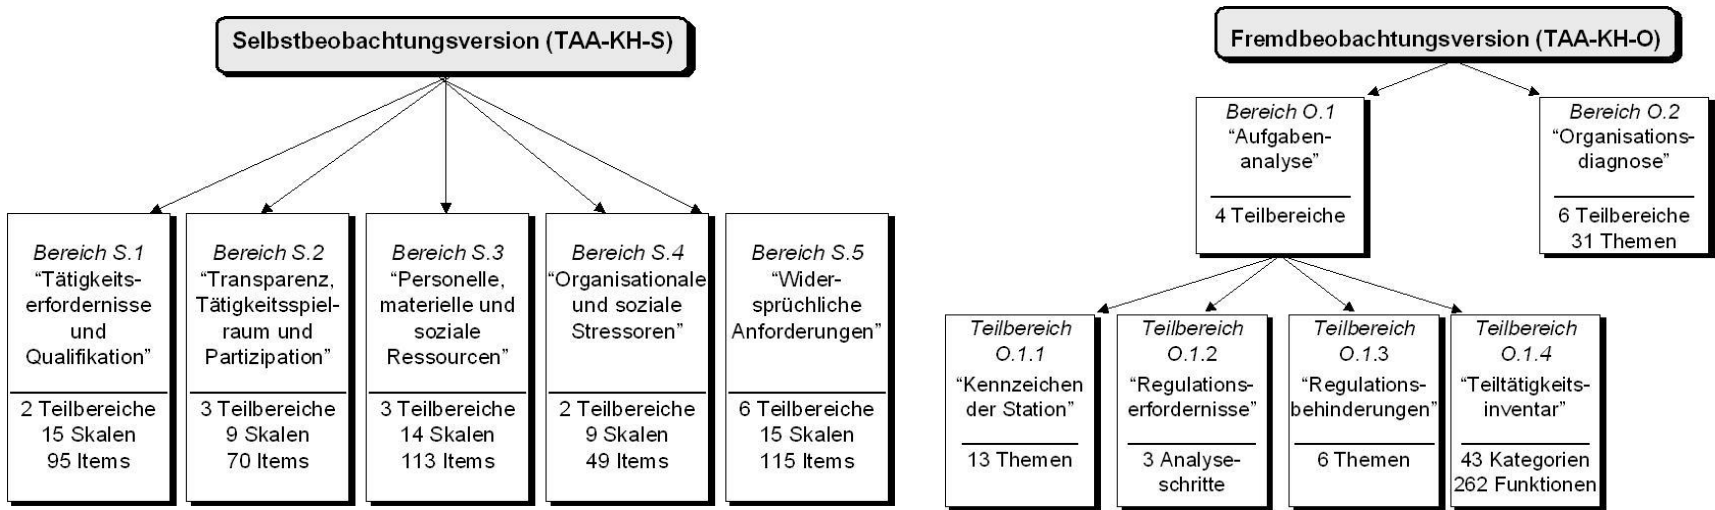 Selbstbeobachtungsversion (TAA-KH-S)
Bereich S.1
“Tätigkeits-
erfordernisse
und
Qualifikation”
2 Teilbereiche
15 Skalen
95 Items
Bereich S.2
“Transparenz,
Tätigkeitsspiel-
raum und
Partizipation”
3 Teilbereiche
9 Skalen
70 Items
Bereich S.3
“Personelle,
materielle und
soziale
Ressourcen”
3 Teilbereiche
14 Skalen
113 Items
Bereich S.4
“Organisationale
und soziale
Stressoren”
2 Teilbereiche
9 Skalen
49 Items
Bereich S.5
“Wider-
sprüchliche
Anforderungen”
6 Teilbereiche
15 Skalen
115 Items
Fremdbeobachtungsversion (TAA-KH-O)
Bereich O.1
“Aufgaben-
analyse”
4 Teilbereiche
Bereich O.2
“Organisations-
diagnose”
6 Teilbereiche
31 Themen
Teilbereich
O.1.1
“Kennzeichen
der Station”
13 Themen
Teilbereich
O.1.2
“Regulations-
erfordernisse”
3 Analyse-
schritte
Teilbereich
O.1.3
“Regulations-
behinderungen”
6 Themen
Teilbereich
O.1.4
“Teiltätigkeits-
inventar”
43 Kategorien
262 Funktionen